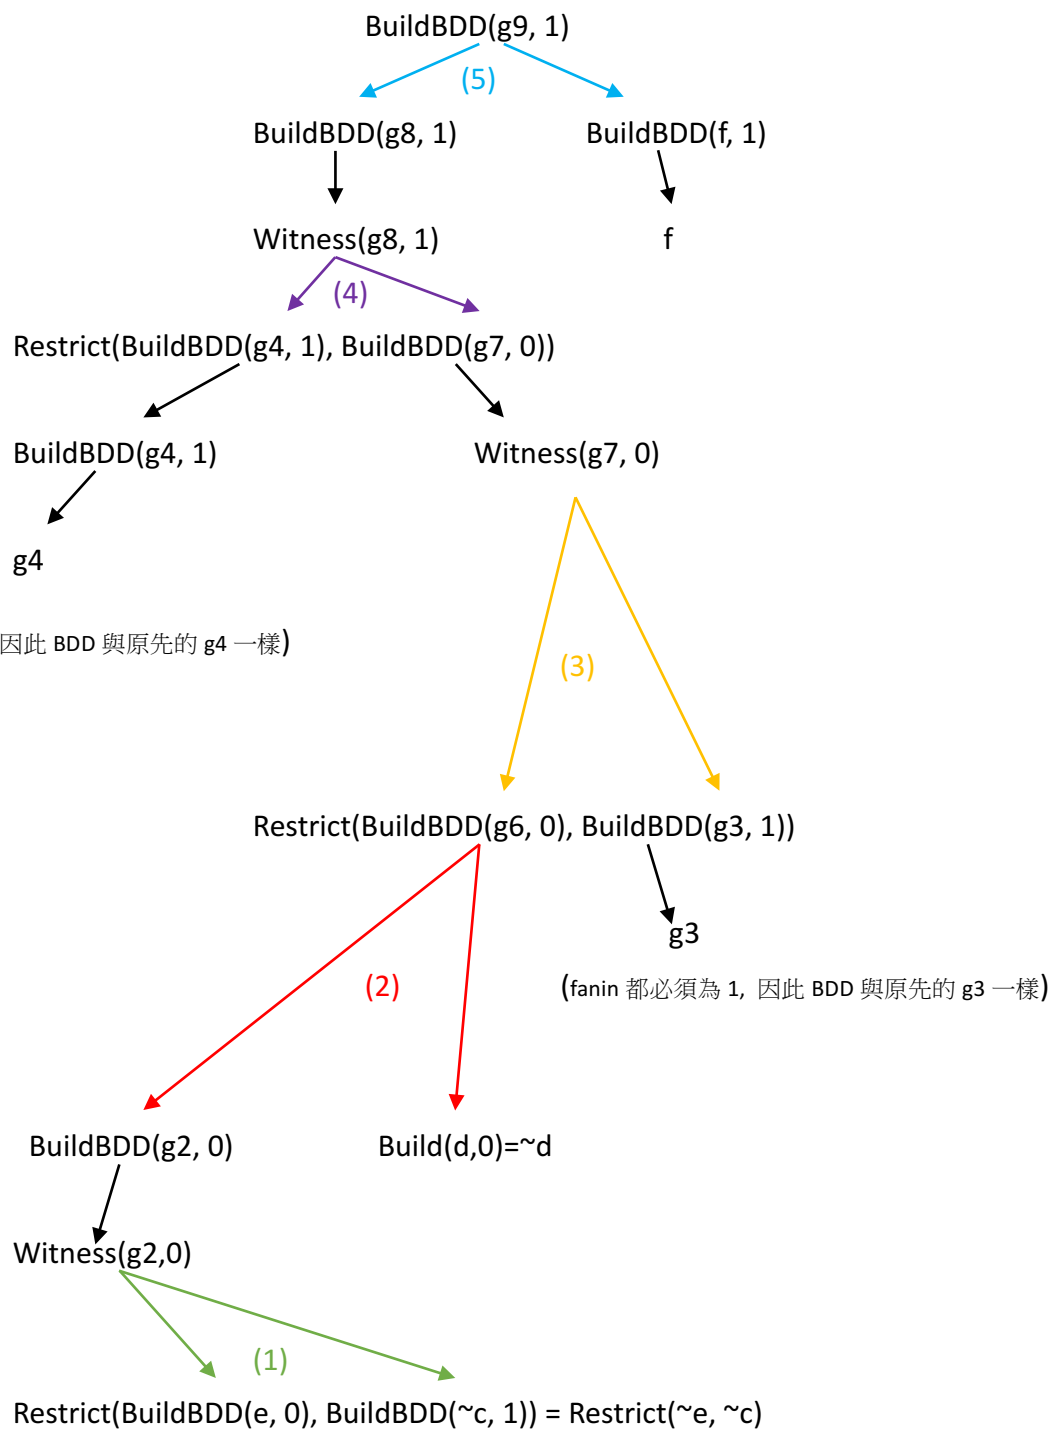 BuildBDD(g9, 1)
(5)
BuildBDD(g8, 1) BuildBDD(f, 1)
Witness(g8, 1) f
(4)
Restrict(BuildBDD(g4, 1), BuildBDD(g7, 0))
BuildBDD(g4, 1) Witness(g7, 0)
g4
因此 BDD 與原先的 g4 一樣)
(3)
Restrict(BuildBDD(g6, 0), BuildBDD(g3, 1))
g3
(2) (fanin 都必須為 1, 因此 BDD 與原先的 g3 一樣)
BuildBDD(g2, 0) Build(d,0)=~d
Witness(g2,0)
(1)
Restrict(BuildBDD(e, 0), BuildBDD(~c, 1)) = Restrict(~e, ~c)